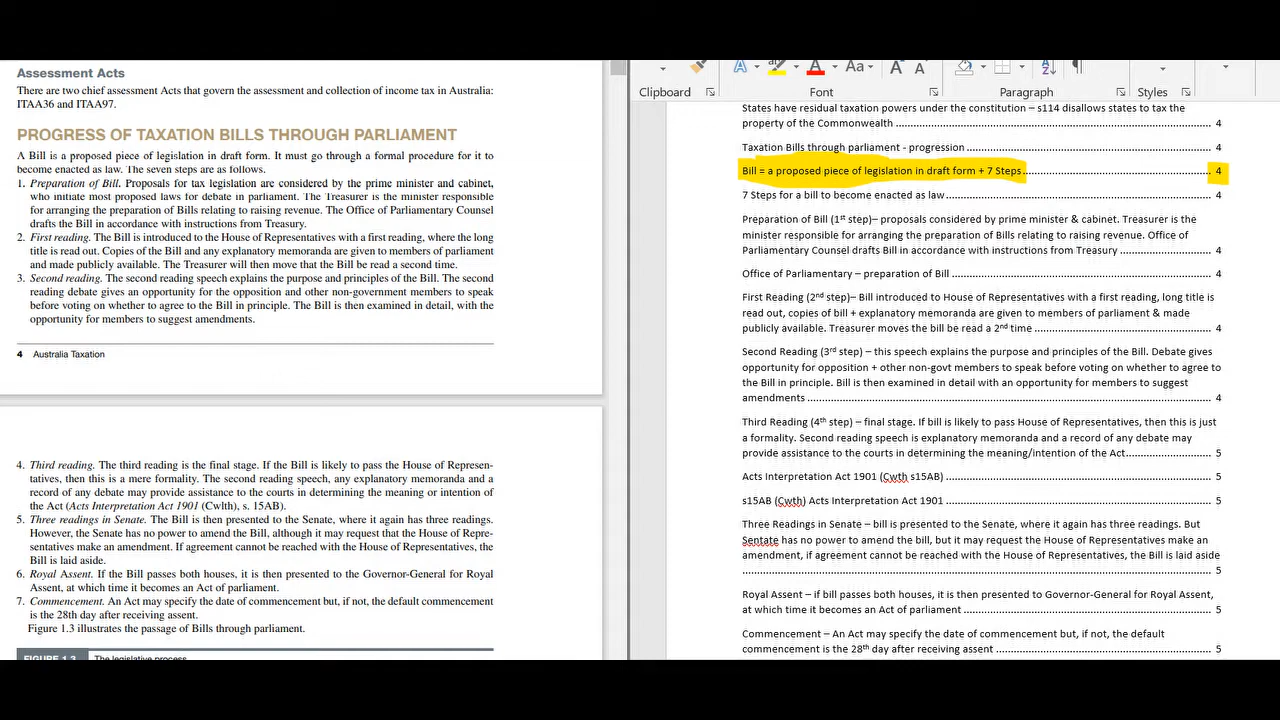 Assessment Acts
There are two chief assessment Acts that govern the assessment and collection of income tax in Australia:
ITAA36 and ITAA97.
PROGRESS OF TAXATION BILLS THROUGH PARLIAMENT
A Bill is a proposed piece of legislation in draft form. It must go through a formal procedure for it to
become enacted as law. The seven steps are as follows.
1. Preparation of Bill. Proposals for tax legislation are considered by the prime minister and cabinet,
who initiate most proposed laws for debate in parliament. The Treasurer is the minister responsible
for arranging the preparation of Bills relating to raising revenue. The Office of Parliamentary Counsel
drafts the Bill in accordance with instructions from Treasury.
2. First reading. The Bill is introduced to the House of Representatives with a first reading, where the
long title is read out. Copies of the Bill and any explanatory memoranda are given to members of parliament
and made publicly available. The Treasurer will then move that the Bill be read a second time.
3. Second reading. The second reading speech explains the purpose and principles of the Bill. The second
reading debate gives an opportunity for the opposition and other non-government members to speak
before voting on whether to agree to the Bill in principle. The Bill is then examined in detail, with the
opportunity for members to suggest amendments.
4 Australia Taxation
4. Third reading. The third reading is the final stage. If the Bill is likely to pass the House of Represen-
tatives, then this is a mere formality. The second reading speech, any explanatory memoranda and a
record of any debate may provide assistance to the courts in determining the meaning or intention of
the Act (Acts Interpretation Act 1901 (Cwlth), s. 15AB).
5. Three readings in Senate. The Bill is then presented to the Senate, where it again has three readings.
However, the Senate has no power to amend the Bill, although it may request that the House of Repre-
sentatives make an amendment. If agreement cannot be reached with the House of Representatives, the
Bill is laid aside.
6. Royal Assent. If the Bill passes both houses, it is then presented to the Governor-General for Royal
Assent, at which time it becomes an Act of parliament.
7. Commencement. An Act may specify the date of commencement but, if not, the default commencement
is the 28th day after receiving assent.
Figure 1.3 illustrates the passage of Bills through parliament.
FIGURE 1.3 The legislative process
Clipboard Font Paragraph Styles
States have residual taxation powers under the constitution – s114 disallows states to tax the
property of the Commonwealth 4
Taxation Bills through parliament - progression 4
Bill = a proposed piece of legislation in draft form + 7 Steps 4
7 Steps for a bill to become enacted as law 4
Preparation of Bill (1st step)– proposals considered by prime minister & cabinet. Treasurer is the
minister responsible for arranging the preparation of Bills relating to raising revenue. Office of
Parliamentary Counsel drafts Bill in accordance with instructions from Treasury 4
Office of Parliamentary – preparation of Bill 4
First Reading (2nd step)– Bill introduced to House of Representatives with a first reading, long title is
read out, copies of bill + explanatory memoranda are given to members of parliament & made
publicly available. Treasurer moves the bill be read a 2nd time 4
Second Reading (3rd step) – this speech explains the purpose and principles of the Bill. Debate gives
opportunity for opposition + other non-govt members to speak before voting on whether to agree to
the Bill in principle. Bill is then examined in detail with an opportunity for members to suggest
amendments 4
Third Reading (4th step) – final stage. If bill is likely to pass House of Representatives, then this is just
a formality. Second reading speech is explanatory memoranda and a record of any debate may
provide assistance to the courts in determining the meaning/intention of the Act 5
Acts Interpretation Act 1901 (Cwth s15AB) 5
s15AB (Cwth) Acts Interpretation Act 1901 5
Three Readings in Senate – bill is presented to the Senate, where it again has three readings. But
Sentate has no power to amend the bill, but it may request the House of Representatives make an
amendment, if agreement cannot be reached with the House of Representatives, the Bill is laid aside
5
Royal Assent – if bill passes both houses, it is then presented to Governor-General for Royal Assent,
at which time it becomes an Act of parliament 5
Commencement – An Act may specify the date of commencement but, if not, the default
commencement is the 28th day after receiving assent 5